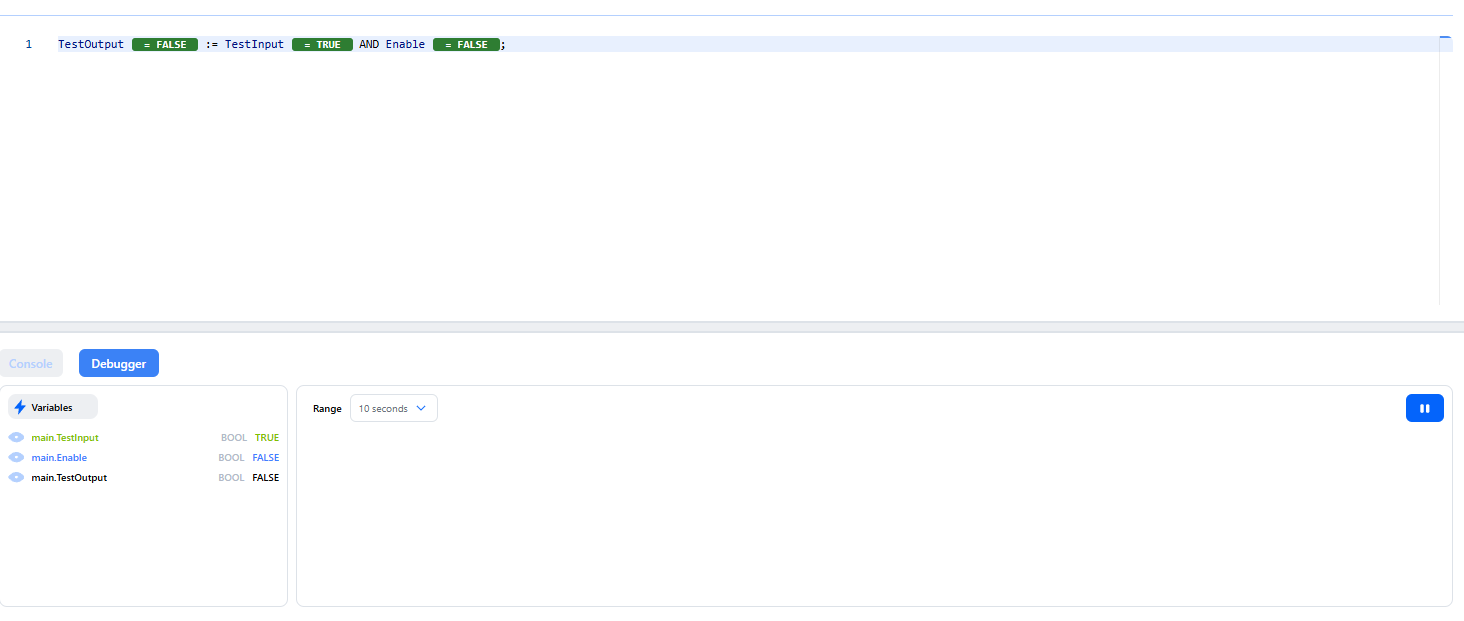 1 TestOutput = FALSE := TestInput = TRUE AND Enable = FALSE ;
Console Debugger
Variables
Range 10 seconds
main.TestInput BOOL TRUE
main.Enable BOOL FALSE
main.TestOutput BOOL FALSE